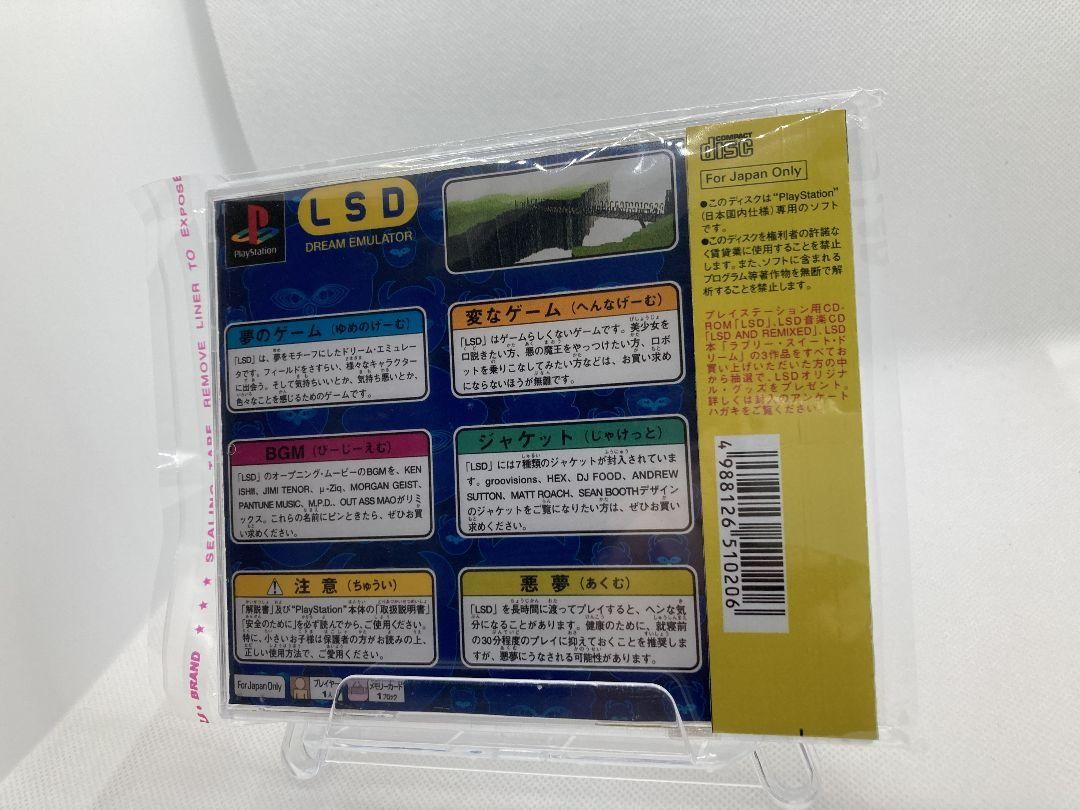 SEALING TAPE REMOVE LINER TO EXPOSE
BRAND
PlayStation
LSD
DREAM EMULATOR
夢のゲーム（ゆめのげーむ）
「LSD」は、夢をモチーフにしたドリーム・エミュレー
タです。フィールドをさすらい、様々なキャラクター
に出会う。そして気持ちいいとか、気持ち悪いとか、
色々なことを感じるためのゲームです。
変なゲーム（へんなげーむ）
「LSD」はゲームらしくないゲームです。美少女を
口説きたい方、悪の魔王をやっつけたい方、ロボ
ットを乗りこなしてみたい方などは、お買い求め
にならないほうが無難です。
BGM（びーじーえむ）
「LSD」のオープニング・ムービーのBGMを、KEN
ISHII, JIMI TENOR, μ-Ziq, MORGAN GEIST,
PANTUNE MUSIC, M.P.D., OUT ASS MAOがリミ
ックス。これらの名前にピンときたら、ぜひお買
い求めください。
ジャケット（じゃけっと）
「LSD」には7種類のジャケットが封入されていま
す。groovisions、HEX、DJ FOOD、ANDREW
SUTTON、MATT ROACH、SEAN BOOTHデザイン
のジャケットをご覧になりたい方は、ぜひお買い
求めください。
注意（ちゅうい）
「解説書」及び"PlayStation"本体の「取扱説明書」
「安全のために」を必ず読んでから、ご使用ください。
特に、小さいお子様は保護者の方がお読みの上、
正しい使用方法で、ご愛用ください。
悪夢（あくむ）
「LSD」を長時間に渡ってプレイすると、ヘンな気
分になることがあります。健康のために、就寝前
の30分程度のプレイに抑えておくことを推奨しま
すが、悪夢にうなされる可能性があります。
For Japan Only
プレイヤー
1人
メモリーカード
1ブロック
COMPACT
disc
For Japan Only
●このディスクは"PlayStation"
(日本国内仕様)専用のソフト
です。
●このディスクを権利者の許諾な
く賃貸業に使用することを禁止
します。また、ソフトに含まれる
プログラム等著作物を無断で解
析することを禁止します。
プレイステーション用CD-
ROM「LSD」、LSD音楽CD
「LSD AND REMIXED」、LSD
本「ラブリー・スイート・ド
リーム」の3作品をすべてお
買い上げいただいた方の中
から抽選で、LSDオリジナ
ル・グッズをプレゼント。
詳しくは封入のアンケート
ハガキをご覧ください。
4988126510206